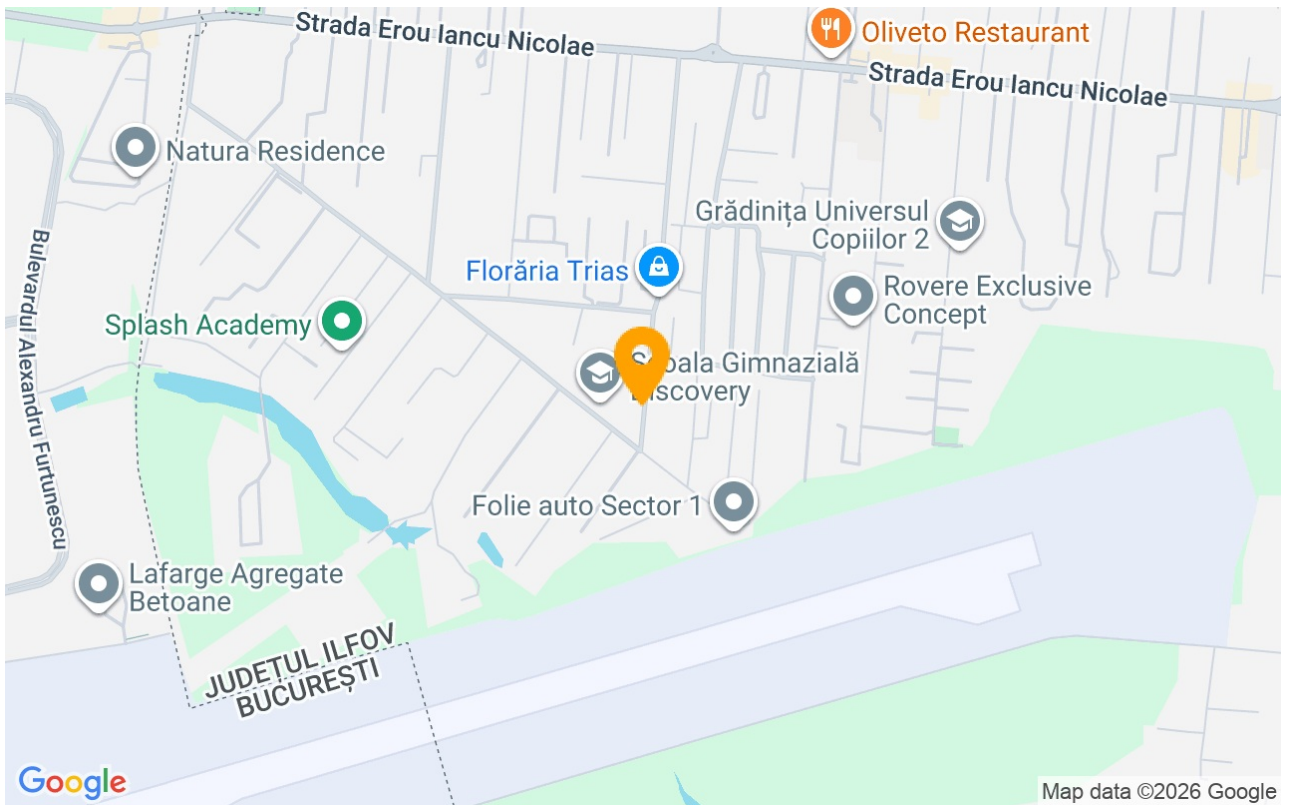 Strada Erou Iancu Nicolae
Oliveto Restaurant
Strada Erou Iancu Nicolae
Natura Residence
Grădinița Universul
Copiilor 2
Bulevardul Alexandru Furtunescu
Florăria Trias
Rovere Exclusive
Concept
Splash Academy
Școala Gimnazială
Discovery
Folie auto Sector 1
Lafarge Agregate
Betoane
JUDEȚUL ILFOV
BUCUREȘTI
Google
Map data ©2026 Google